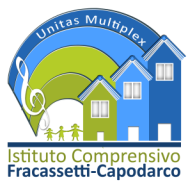 Unitas Multiplex
Istituto Comprensivo
Fracassetti-Capodarco